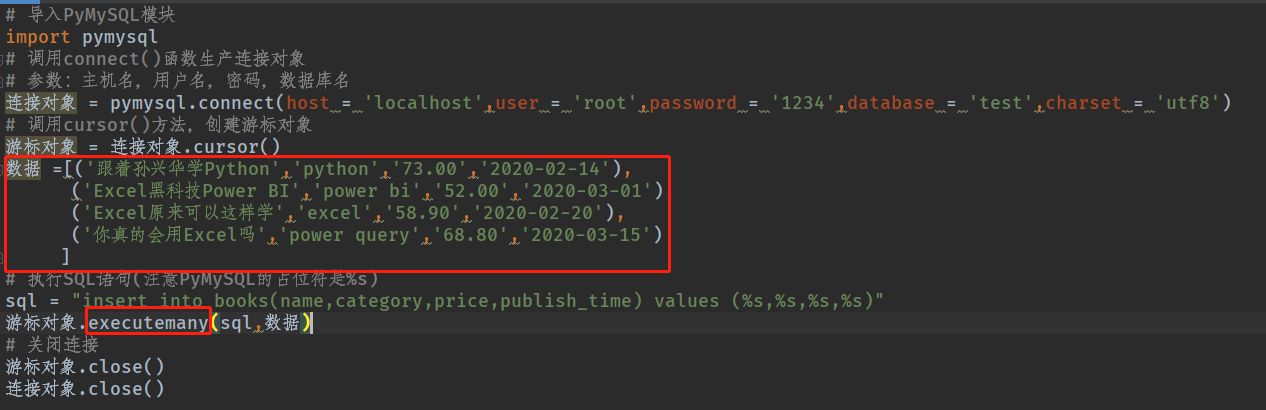 # 导入PyMySQL模块
import pymysql
# 调用connect()函数生产连接对象
# 参数：主机名，用户名，密码，数据库名
连接对象 = pymysql.connect(host = 'localhost',user = 'root',password = '1234',database = 'test',charset = 'utf8')
# 调用cursor()方法，创建游标对象
游标对象 = 连接对象.cursor()
数据 =[('跟着孙兴华学Python','python','73.00','2020-02-14'),
('Excel黑科技Power BI','power bi','52.00','2020-03-01')
('Excel原来可以这样学','excel','58.90','2020-02-20'),
('你真的会用Excel吗','power query','68.80','2020-03-15')
]
# 执行SQL语句(注意PyMySQL的占位符是%s)
sql = "insert into books(name,category,price,publish_time) values (%s,%s,%s,%s)"
游标对象.executemany(sql,数据)
# 关闭连接
游标对象.close()
连接对象.close()